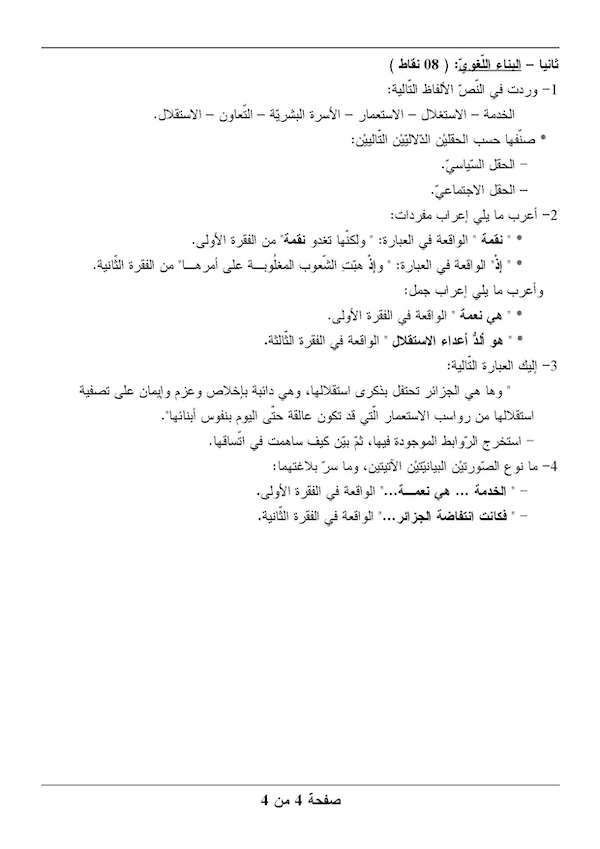 ثانيا – البناء اللّغويّ: ( 08 نقاط )
1– وردت في النّصّ الألفاظ التّالية:
الخدمة – الاستغلال – الاستعمار – الأسرة البشريّة – التّعاون – الاستقلال.
• صنّفها حسب الحقليْن الدّلاليّيْن التّالييْن:
– الحقل السّياسيّ.
– الحقل الاجتماعيّ.
2– أعرب ما يلي إعراب مفردات:
• " نقمة " الواقعة في العبارة: " ولكنّها تغدو نقمة" من الفقرة الأولى.
• " إذْ" الواقعة في العبارة: " وإذْ هبّتِ الشّعوب المغلُوبـــة على أمرهـــا" من الفقرة الثّانية.
وأعرب ما يلي إعراب جمل:
• " هي نعمة " الواقعة في الفقرة الأولى.
• " هو ألدُّ أعداء الاستقلال " الواقعة في الفقرة الثّالثة.
3– إليك العبارة التّالية:
" وها هي الجزائر تحتفل بذكرى استقلالها، وهي دائبة بإخلاص وعزم وإيمان على تصفية
استقلالها من رواسب الاستعمار الّتي قد تكون عالقة حتّى اليوم بنفوس أبنائها".
– استخرج الرّوابط الموجودة فيها، ثمّ بيّن كيف ساهمت في اتّساقها.
4– ما نوع الصّورتيْن البيانيّتيْن الآتيتين، وما سرّ بلاغتهما:
– " الخدمة ... هي نعمـــة..." الواقعة في الفقرة الأولى.
– " فكانت انتفاضة الجزائر..." الواقعة في الفقرة الثّانية.
صفحة 4 من 4